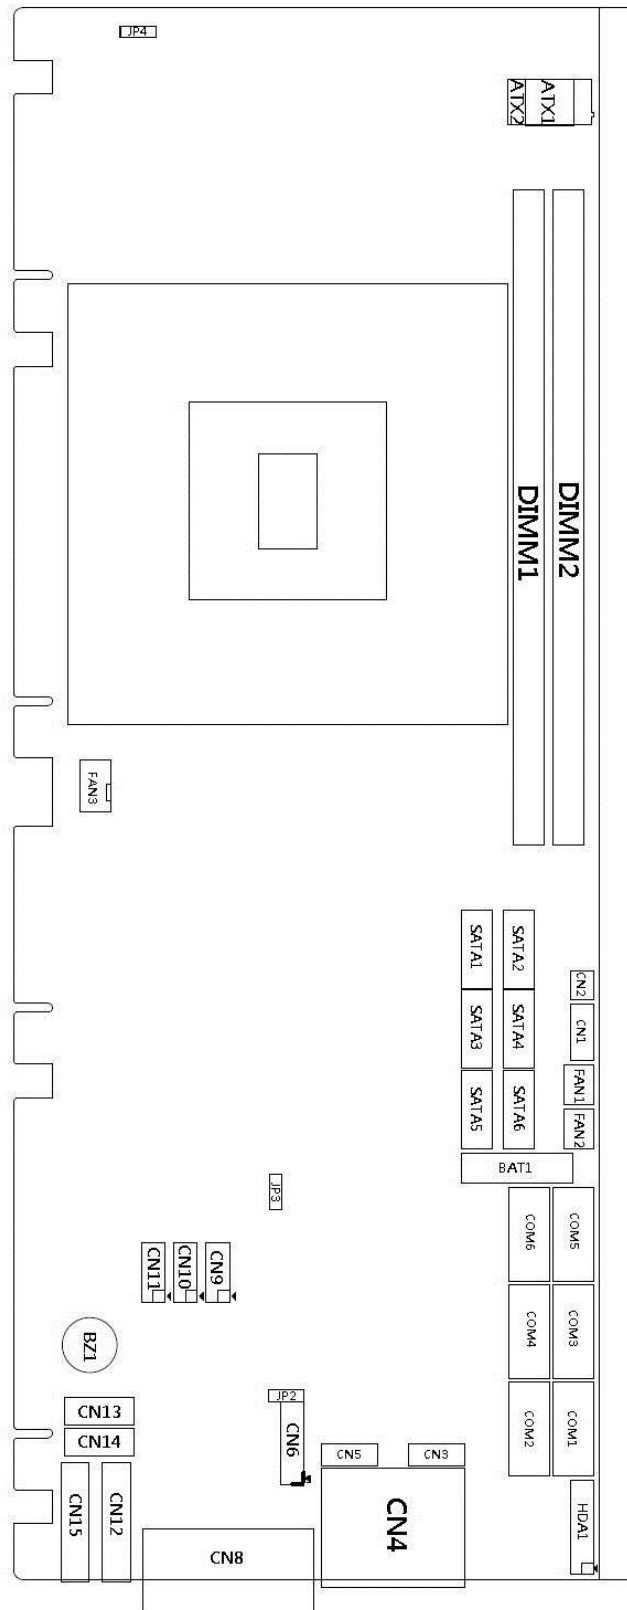 JP4
ATX2
ATX1
DIMM1
DIMM2
FAN3
SATA1
SATA2
CN2
CN1
SATA3
SATA4
FAN1
SATA5
SATA6
FAN2
BAT1
JP3
COM6
COM5
CN11
CN10
CN9
BZ1
COM4
COM3
JP2
CN13
CN14
CN6
COM2
COM1
CN5
CN3
CN15
CN12
CN4
HDA1
CN8